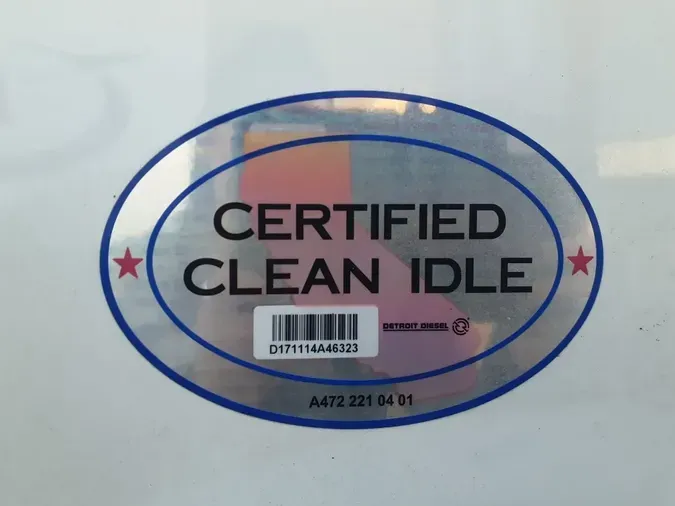 CERTIFIED
CLEAN IDLE
D171114A46323
DETROIT DIESEL
A472 221 04 01